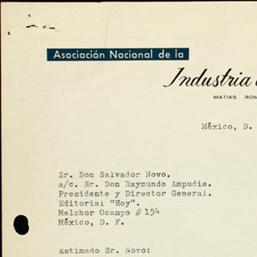 Asociación Nacional de la
Industria
MATIAS ROM
México, D.
Sr. Don Salvador Novo.
a/c. Sr. Don Raymundo Ampudia.
Presidente y Director General.
Editorial "Hoy".
Melchor Ocampo # 154
México, D. F.
Estimado Sr. Novo: